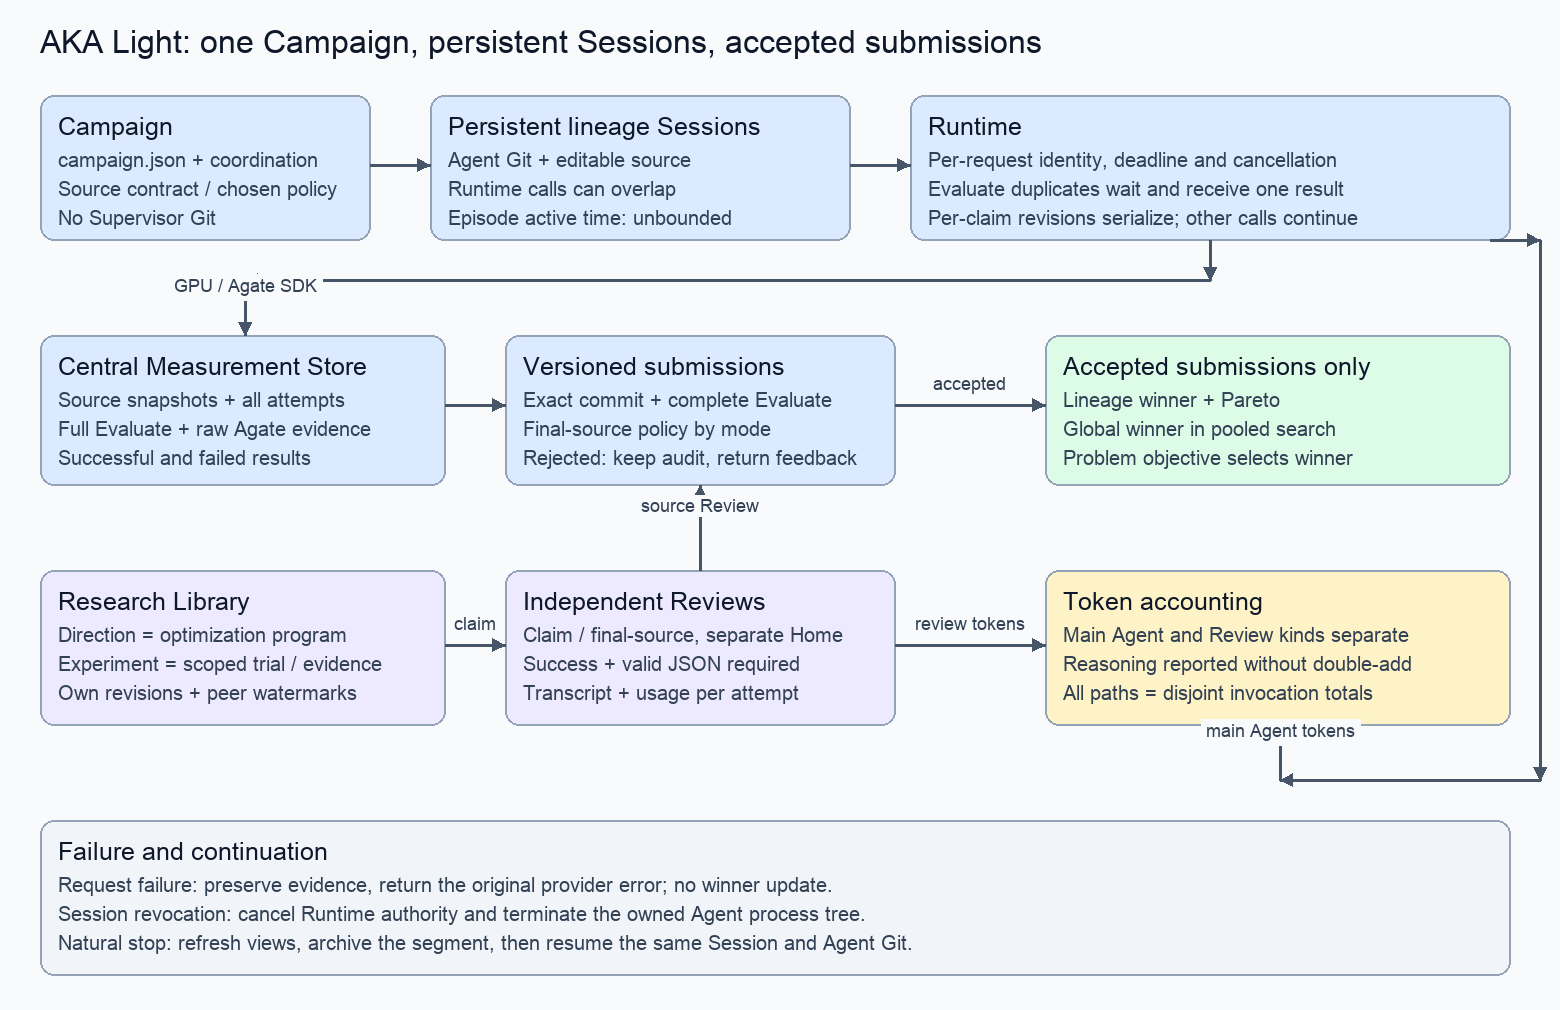 AKA Light: one Campaign, persistent Sessions, accepted submissions
Campaign
campaign.json + coordination
Source contract / chosen policy
No Supervisor Git
Persistent lineage Sessions
Agent Git + editable source
Runtime calls can overlap
Episode active time: unbounded
Runtime
Per-request identity, deadline and cancellation
Evaluate duplicates wait and receive one result
Per-claim revisions serialize; other calls continue
GPU / Agate SDK
Central Measurement Store
Source snapshots + all attempts
Full Evaluate + raw Agate evidence
Successful and failed results
Versioned submissions
Exact commit + complete Evaluate
Final-source policy by mode
Rejected: keep audit, return feedback
accepted
Accepted submissions only
Lineage winner + Pareto
Global winner in pooled search
Problem objective selects winner
source Review
Research Library
Direction = optimization program
Experiment = scoped trial / evidence
Own revisions + peer watermarks
claim
Independent Reviews
Claim / final-source, separate Home
Success + valid JSON required
Transcript + usage per attempt
review tokens
Token accounting
Main Agent and Review kinds separate
Reasoning reported without double-add
All paths = disjoint invocation totals
main Agent tokens
Failure and continuation
Request failure: preserve evidence, return the original provider error; no winner update.
Session revocation: cancel Runtime authority and terminate the owned Agent process tree.
Natural stop: refresh views, archive the segment, then resume the same Session and Agent Git.